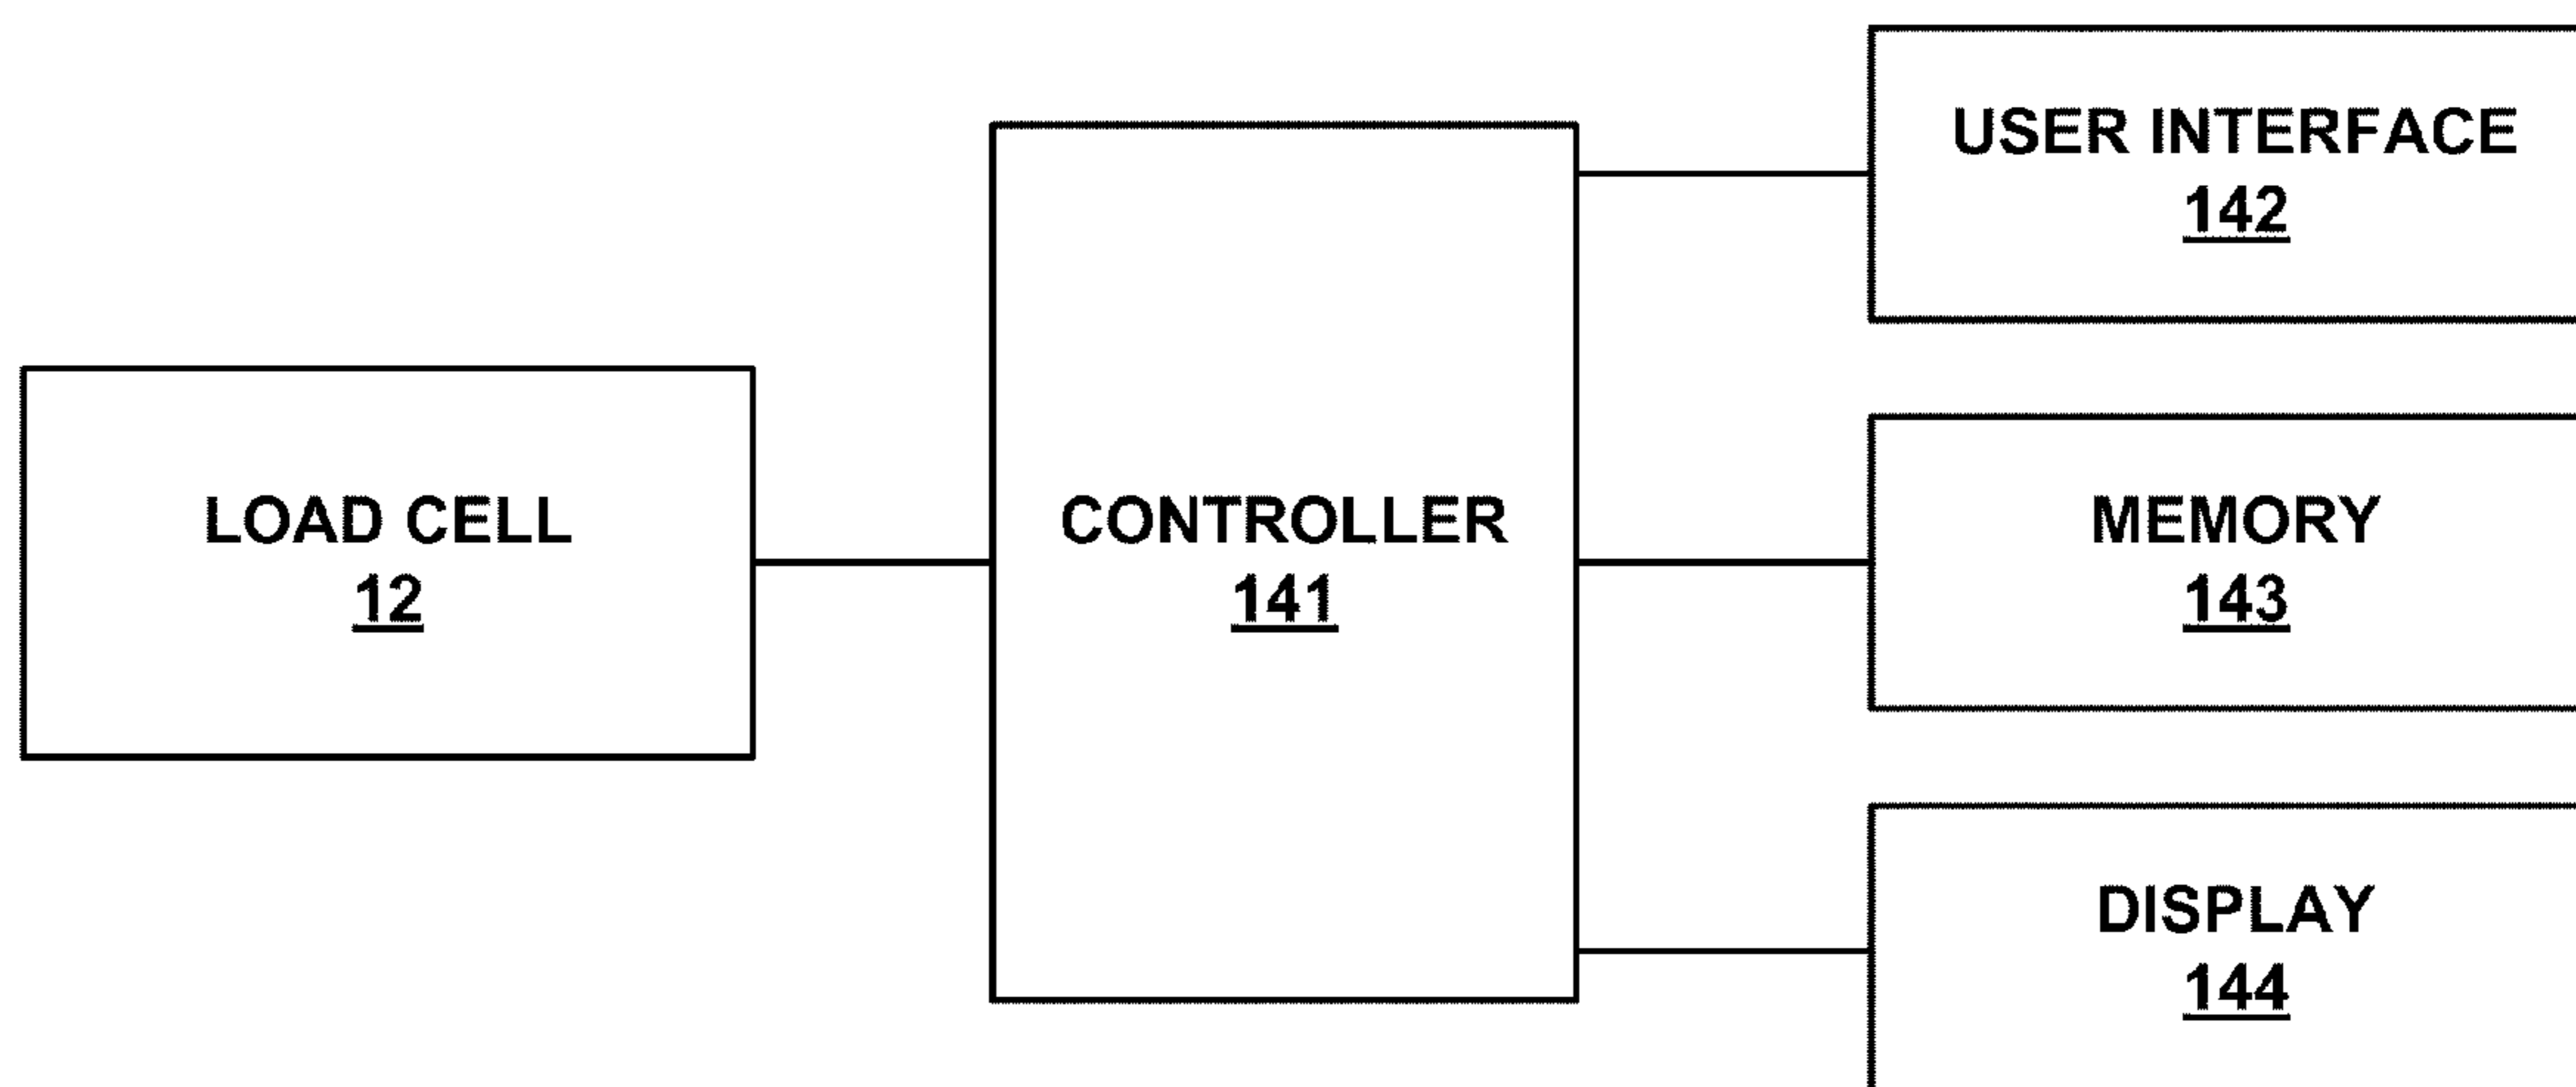 USER INTERFACE
142
LOAD CELL
12
CONTROLLER
141
MEMORY
143
DISPLAY
144